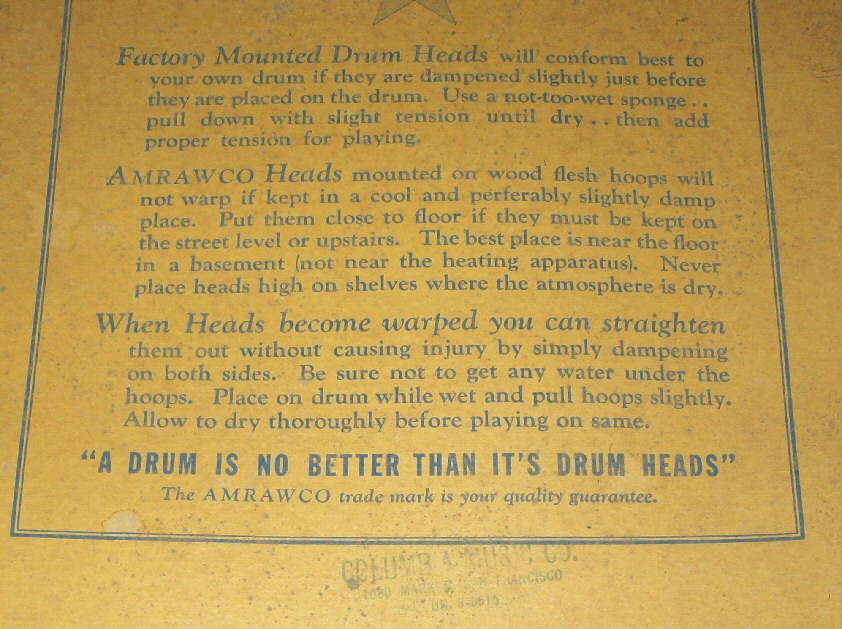 Factory Mounted Drum Heads will conform best to
your own drum if they are dampened slightly just before
they are placed on the drum. Use a not-too-wet sponge . .
pull down with slight tension until dry . . then add
proper tension for playing.
AMRAWCO Heads mounted on wood flesh hoops will
not warp if kept in a cool and perferably slightly damp
place. Put them close to floor if they must be kept on
the street level or upstairs. The best place is near the floor
in a basement (not near the heating apparatus). Never
place heads high on shelves where the atmosphere is dry.
When Heads become warped you can straighten
them out without causing injury by simply dampening
on both sides. Be sure not to get any water under the
hoops. Place on drum while wet and pull hoops slightly.
Allow to dry thoroughly before playing on same.
"A DRUM IS NO BETTER THAN IT'S DRUM HEADS"
The AMRAWCO trade mark is your quality guarantee.
COLUMBIA MUSIC CO.
1080 MARKET, SAN FRANCISCO
UN.